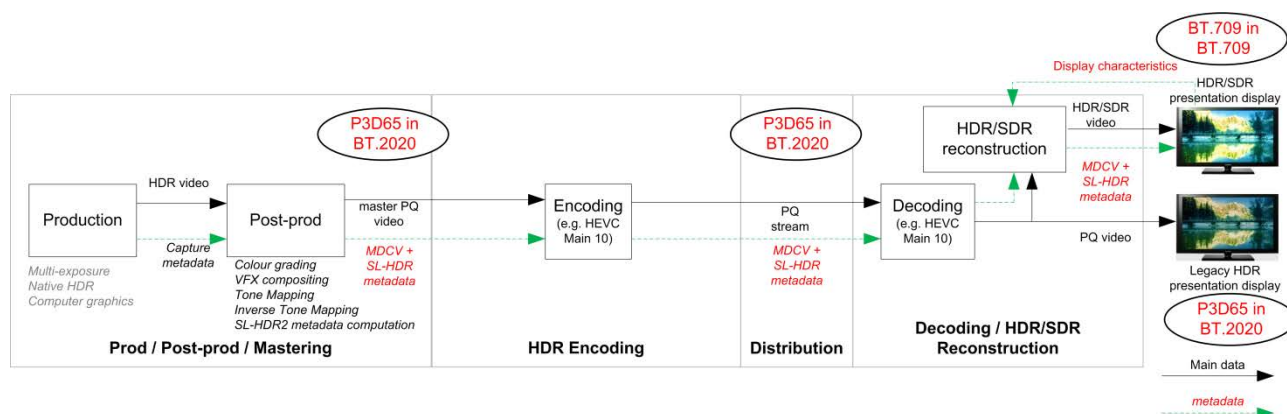 BT.709 in
BT.709
Display characteristics
HDR/SDR
presentation display
P3D65 in
BT.2020
P3D65 in
BT.2020
HDR/SDR
reconstruction
HDR/SDR
video
MDCV +
SL-HDR
metadata
Production
HDR video
Capture
metadata
Multi-exposure
Native HDR
Computer graphics
Post-prod
Colour grading
VFX compositing
Tone Mapping
Inverse Tone Mapping
SL-HDR2 metadata computation
master PQ
video
MDCV +
SL-HDR
metadata
Encoding
(e.g. HEVC
Main 10)
PQ
stream
MDCV +
SL-HDR
metadata
Decoding
(e.g. HEVC
Main 10)
PQ video
Legacy HDR
presentation display
P3D65 in
BT.2020
Prod / Post-prod / Mastering
HDR Encoding
Distribution
Decoding / HDR/SDR
Reconstruction
Main data
metadata